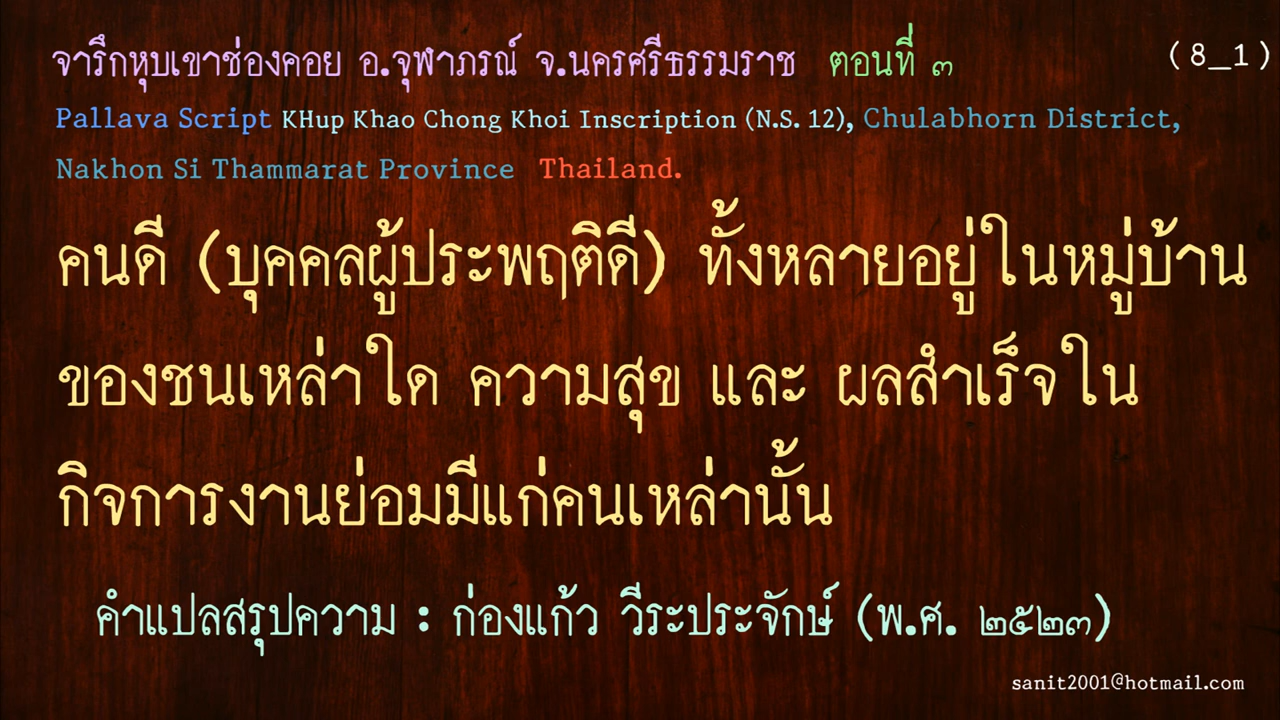 จารึกหุบเขาช่องคอย อ.จุฬาภรณ์ จ.นครศรีธรรมราช ตอนที่ ๓ (8_1)
Pallava Script KHup Khao Chong Khoi Inscription (N.S. 12), Chulabhorn District,
Nakhon Si Thammarat Province Thailand.
คนดี (บุคคลผู้ประพฤติดี) ทั้งหลายอยู่ในหมู่บ้าน
ของชนเหล่าใด ความสุข และ ผลสำเร็จใน
กิจการงานย่อมมีแก่คนเหล่านั้น
คำแปลสรุปความ : ก่องแก้ว วีระประจักษ์ (พ.ศ. ๒๕๒๓)
sanit2001@hotmail.com